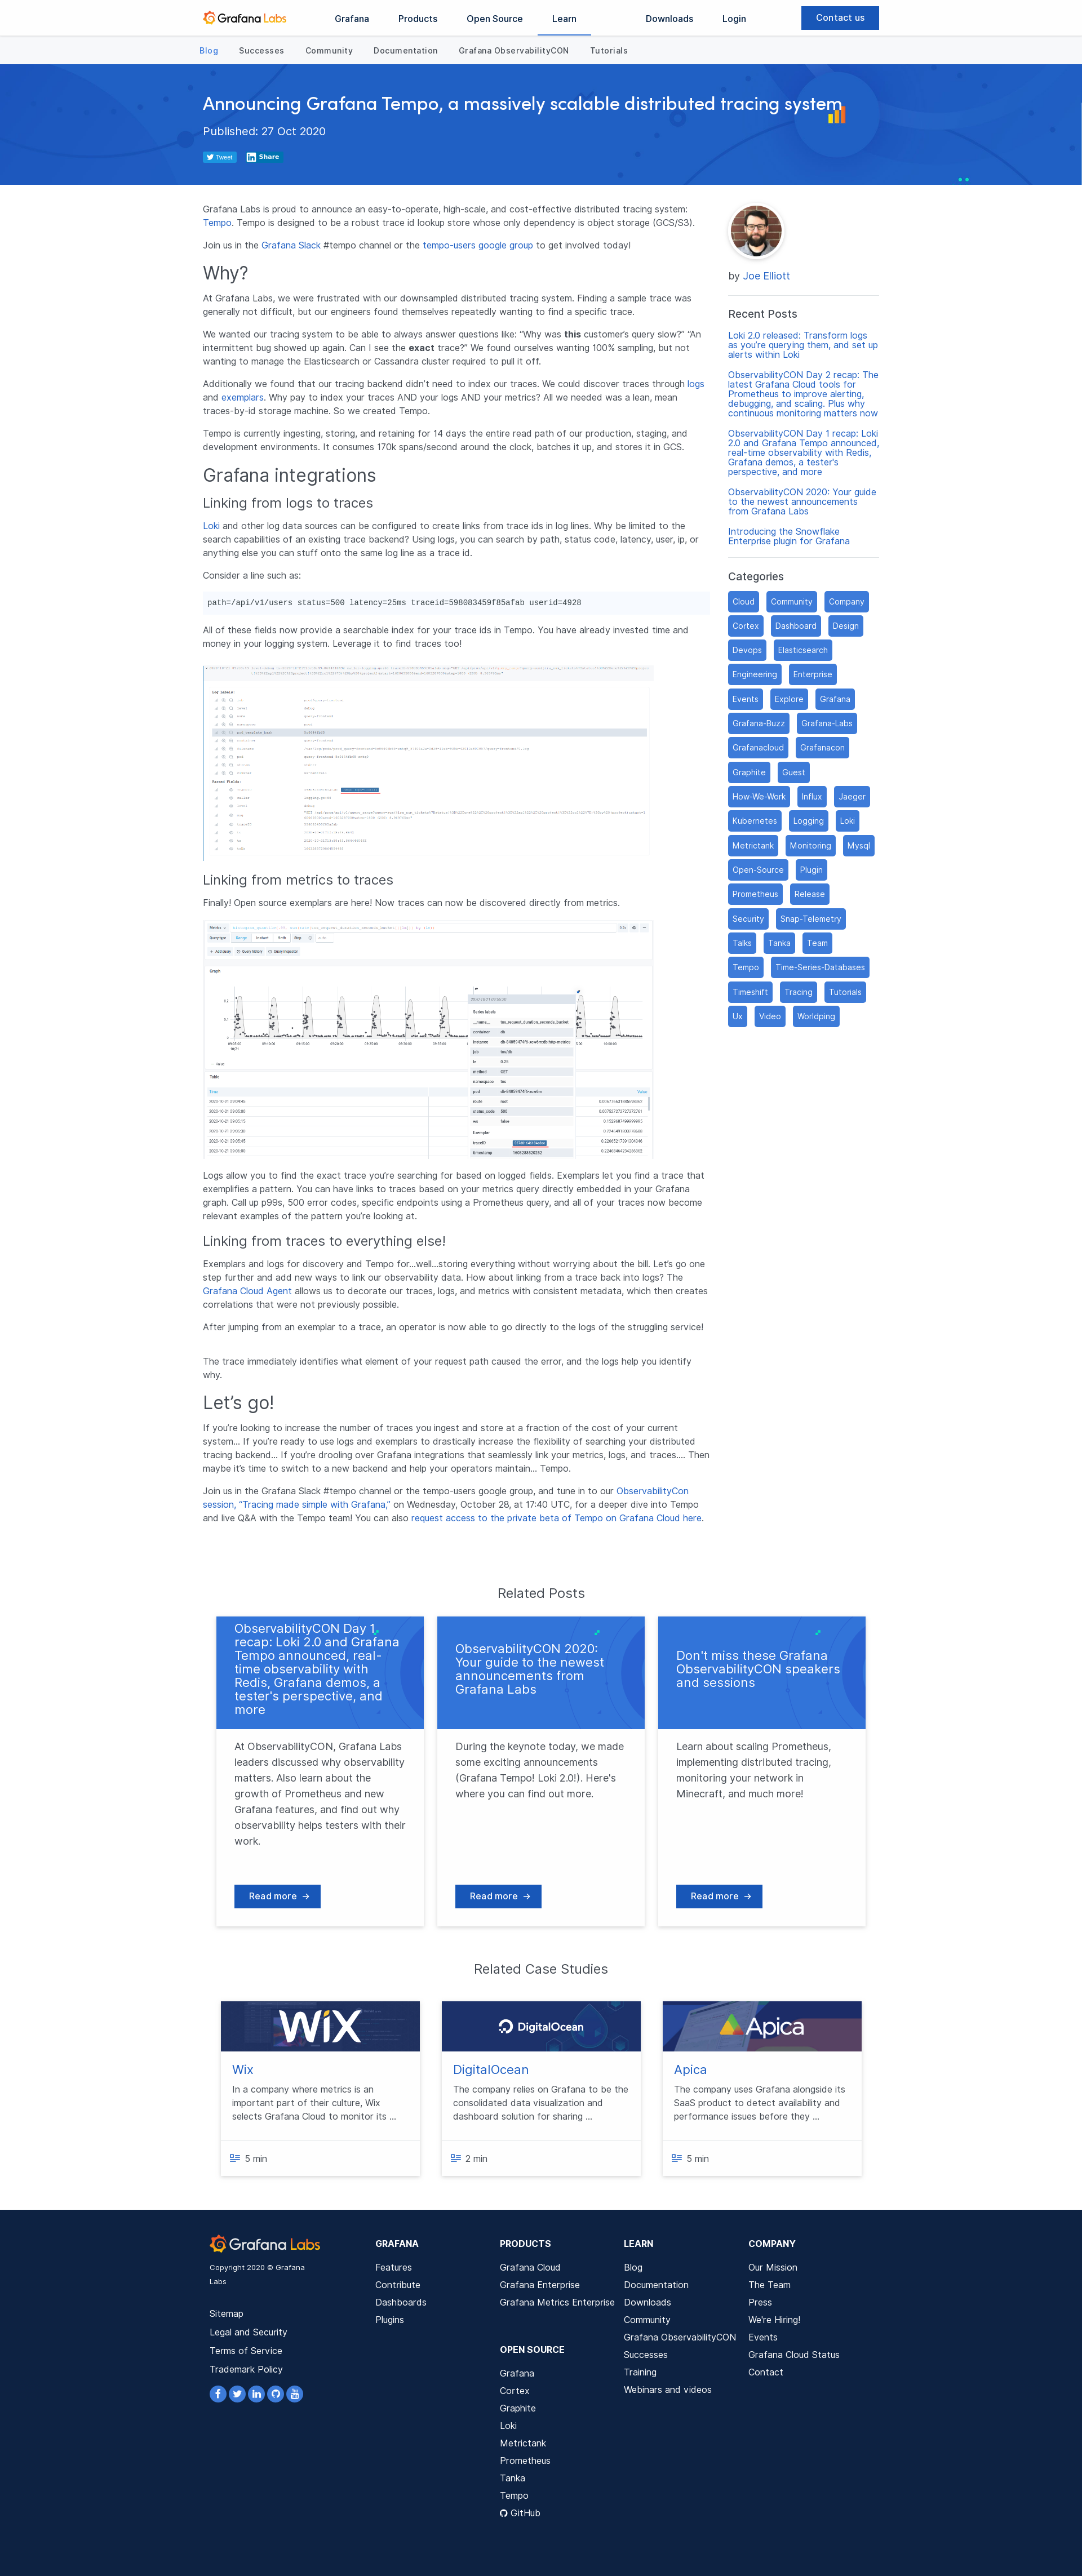 Grafana Labs
Grafana
Products
Open Source
Learn
Downloads
Login
Contact us
Blog
Successes
Community
Documentation
Grafana ObservabilityCON
Tutorials
Announcing Grafana Tempo, a massively scalable distributed tracing system
Published: 27 Oct 2020
Tweet
Share
Grafana Labs is proud to announce an easy-to-operate, high-scale, and cost-effective distributed tracing system:
Tempo. Tempo is designed to be a robust trace id lookup store whose only dependency is object storage (GCS/S3).
Join us in the Grafana Slack #tempo channel or the tempo-users google group to get involved today!
Why?
At Grafana Labs, we were frustrated with our downsampled distributed tracing system. Finding a sample trace was
generally not difficult, but our engineers found themselves repeatedly wanting to find a specific trace.
We wanted our tracing system to be able to always answer questions like: “Why was this customer’s query slow?” “An
intermittent bug showed up again. Can I see the exact trace?” We found ourselves wanting 100% sampling, but not
wanting to manage the Elasticsearch or Cassandra cluster required to pull it off.
Additionally we found that our tracing backend didn’t need to index our traces. We could discover traces through logs
and exemplars. Why pay to index your traces AND your logs AND your metrics? All we needed was a lean, mean
traces-by-id storage machine. So we created Tempo.
Tempo is currently ingesting, storing, and retaining for 14 days the entire read path of our production, staging, and
development environments. It consumes 170k spans/second around the clock, batches it up, and stores it in GCS.
Grafana integrations
Linking from logs to traces
Loki and other log data sources can be configured to create links from trace ids in log lines. Why be limited to the
search capabilities of an existing trace backend? Using logs, you can search by path, status code, latency, user, ip, or
anything else you can stuff onto the same log line as a trace id.
Consider a line such as:
path=/api/v1/users status=500 latency=25ms traceid=598083459f85afab userid=4928
All of these fields now provide a searchable index for your trace ids in Tempo. You have already invested time and
money in your logging system. Leverage it to find traces too!
Log Labels:
Parsed Fields:
Linking from metrics to traces
Finally! Open source exemplars are here! Now traces can now be discovered directly from metrics.
Metrics
Query type
Range
Instant
Both
Step
Add query
Query history
Query inspector
Graph
Series labels
container
instance
job
le
0.25
method
GET
namespace
pod
route
status_code
ws
false
Exemplar
traceID
timestamp
Table
Time
Value
Logs allow you to find the exact trace you’re searching for based on logged fields. Exemplars let you find a trace that
exemplifies a pattern. You can have links to traces based on your metrics query directly embedded in your Grafana
graph. Call up p99s, 500 error codes, specific endpoints using a Prometheus query, and all of your traces now become
relevant examples of the pattern you’re looking at.
Linking from traces to everything else!
Exemplars and logs for discovery and Tempo for…well…storing everything without worrying about the bill. Let’s go one
step further and add new ways to link our observability data. How about linking from a trace back into logs? The
Grafana Cloud Agent allows us to decorate our traces, logs, and metrics with consistent metadata, which then creates
correlations that were not previously possible.
After jumping from an exemplar to a trace, an operator is now able to go directly to the logs of the struggling service!
The trace immediately identifies what element of your request path caused the error, and the logs help you identify
why.
Let’s go!
If you’re looking to increase the number of traces you ingest and store at a fraction of the cost of your current
system… If you’re ready to use logs and exemplars to drastically increase the flexibility of searching your distributed
tracing backend… If you’re drooling over Grafana integrations that seamlessly link your metrics, logs, and traces…. Then
maybe it’s time to switch to a new backend and help your operators maintain… Tempo.
Join us in the Grafana Slack #tempo channel or the tempo-users google group, and tune in to our ObservabilityCon
session, “Tracing made simple with Grafana,” on Wednesday, October 28, at 17:40 UTC, for a deeper dive into Tempo
and live Q&A with the Tempo team! You can also request access to the private beta of Tempo on Grafana Cloud here.
by Joe Elliott
Recent Posts
Loki 2.0 released: Transform logs
as you're querying them, and set up
alerts within Loki
ObservabilityCON Day 2 recap: The
latest Grafana Cloud tools for
Prometheus to improve alerting,
debugging, and scaling. Plus why
continuous monitoring matters now
ObservabilityCON Day 1 recap: Loki
2.0 and Grafana Tempo announced,
real-time observability with Redis,
Grafana demos, a tester's
perspective, and more
ObservabilityCON 2020: Your guide
to the newest announcements
from Grafana Labs
Introducing the Snowflake
Enterprise plugin for Grafana
Categories
Cloud Community Company
Cortex Dashboard Design
Devops Elasticsearch
Engineering Enterprise
Events Explore Grafana
Grafana-Buzz Grafana-Labs
Grafanacloud Grafanacon
Graphite Guest
How-We-Work Influx Jaeger
Kubernetes Logging Loki
Metrictank Monitoring Mysql
Open-Source Plugin
Prometheus Release
Security Snap-Telemetry
Talks Tanka Team
Tempo Time-Series-Databases
Timeshift Tracing Tutorials
Ux Video Worldping
Related Posts
ObservabilityCON Day 1
recap: Loki 2.0 and Grafana
Tempo announced, real-
time observability with
Redis, Grafana demos, a
tester's perspective, and
more
At ObservabilityCON, Grafana Labs
leaders discussed why observability
matters. Also learn about the
growth of Prometheus and new
Grafana features, and find out why
observability helps testers with their
work.
Read more →
ObservabilityCON 2020:
Your guide to the newest
announcements from
Grafana Labs
During the keynote today, we made
some exciting announcements
(Grafana Tempo! Loki 2.0!). Here's
where you can find out more.
Read more →
Don't miss these Grafana
ObservabilityCON speakers
and sessions
Learn about scaling Prometheus,
implementing distributed tracing,
monitoring your network in
Minecraft, and much more!
Read more →
Related Case Studies
WiX
Wix
In a company where metrics is an
important part of their culture, Wix
selects Grafana Cloud to monitor its ...
5 min
DigitalOcean
DigitalOcean
The company relies on Grafana to be the
consolidated data visualization and
dashboard solution for sharing ...
2 min
Apica
Apica
The company uses Grafana alongside its
SaaS product to detect availability and
performance issues before they ...
5 min
Grafana Labs
Copyright 2020 © Grafana
Labs
Sitemap
Legal and Security
Terms of Service
Trademark Policy
GRAFANA
Features
Contribute
Dashboards
Plugins
PRODUCTS
Grafana Cloud
Grafana Enterprise
Grafana Metrics Enterprise
OPEN SOURCE
Grafana
Cortex
Graphite
Loki
Metrictank
Prometheus
Tanka
Tempo
GitHub
LEARN
Blog
Documentation
Downloads
Community
Grafana ObservabilityCON
Successes
Training
Webinars and videos
COMPANY
Our Mission
The Team
Press
We're Hiring!
Events
Grafana Cloud Status
Contact